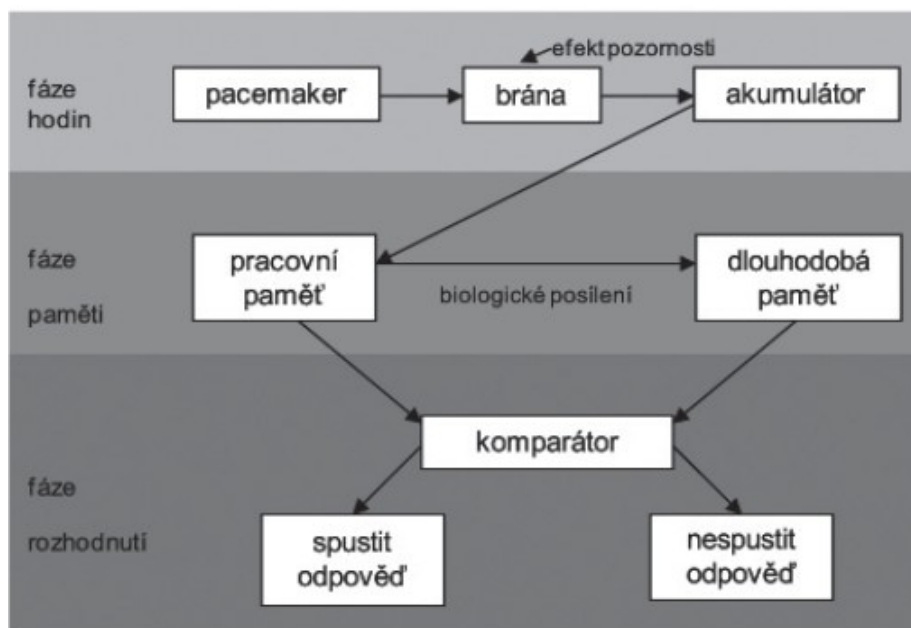 efekt pozornosti
fáze
hodin
pacemaker
brána
akumulátor
fáze
paměti
pracovní
paměť
biologické posílení
dlouhodobá
paměť
komparátor
fáze
rozhodnutí
spustit
odpověď
nespustit
odpověď